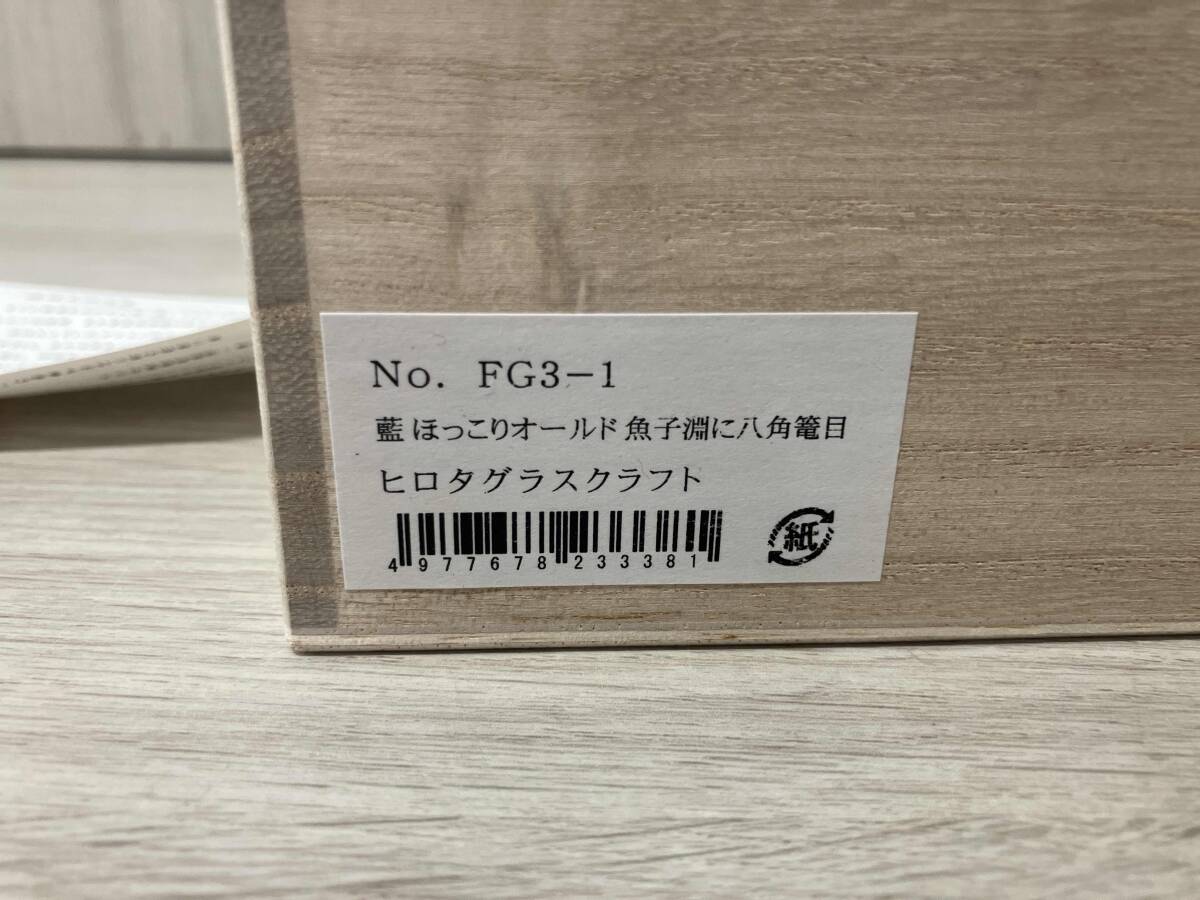 No. FG3-1
藍 ほっこりオールド 魚子淵に八角篭目
ヒロタグラスクラフト
4977678233381
紙